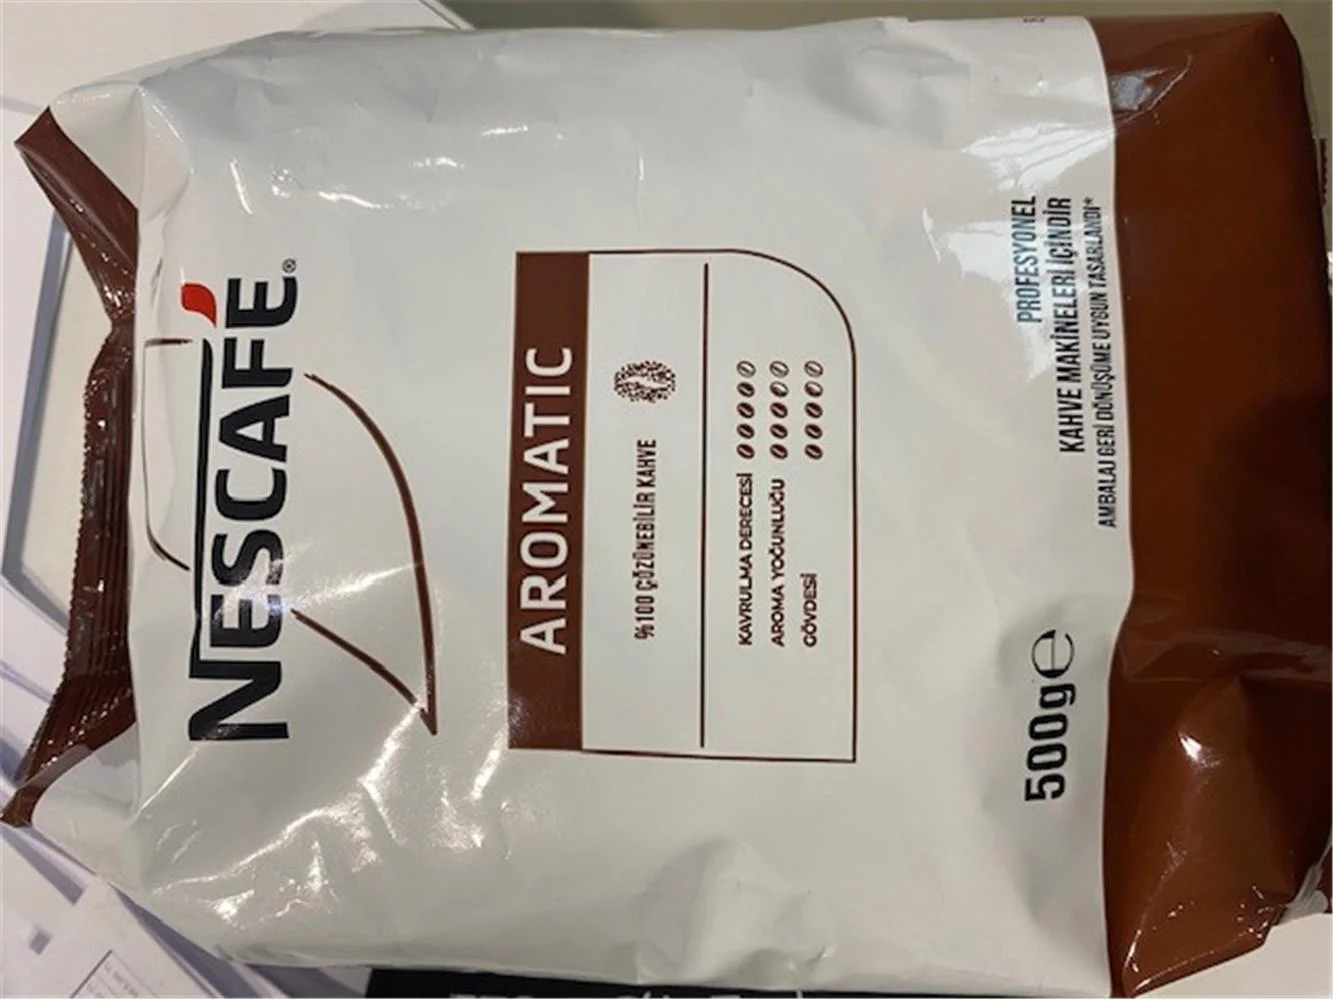 NESCAFÉ®
AROMATIC
%100 ÇÖZÜNEBİLİR KAHVE
KAVRULMA DERECESİ
AROMA YOĞUNLUĞU
GÖVDESİ
500g℮
PROFESYONEL
KAHVE MAKİNELERİ İÇİNDİR
AMBALAJ GERİ DÖNÜŞÜME UYGUN TASARLANDI*